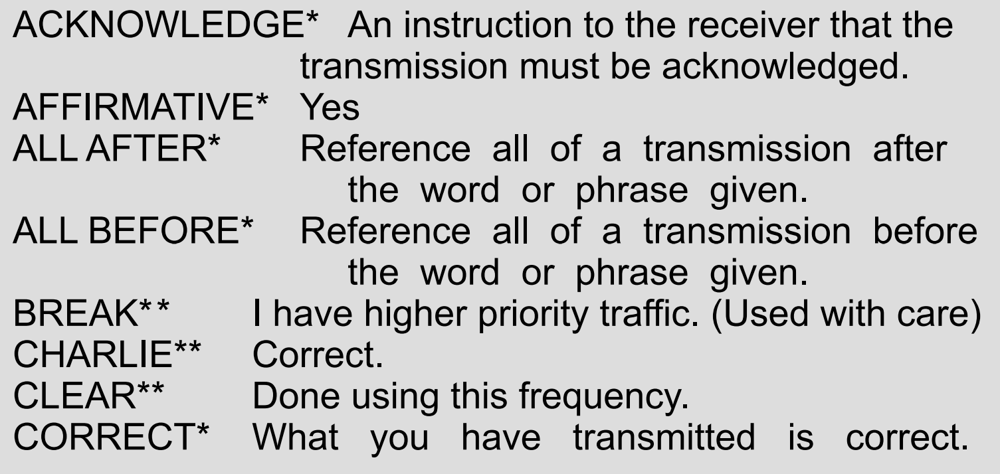 ACKNOWLEDGE* An instruction to the receiver that the
transmission must be acknowledged.
AFFIRMATIVE* Yes
ALL AFTER* Reference all of a transmission after
the word or phrase given.
ALL BEFORE* Reference all of a transmission before
the word or phrase given.
BREAK** I have higher priority traffic. (Used with care)
CHARLIE** Correct.
CLEAR** Done using this frequency.
CORRECT* What you have transmitted is correct.